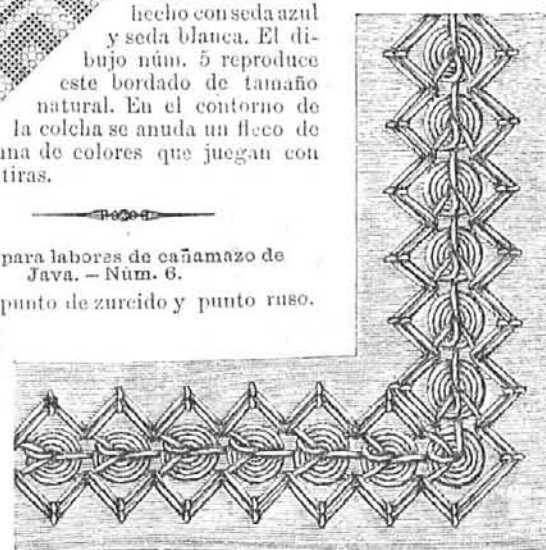 hecho con seda azul
y seda blanca. El di-
bujo núm. 5 reproduce
este bordado de tamaño
natural. En el contorno de
la colcha se anuda un fleco de
de colores que juegan con
tiras.
para labores de cañamazo de
Java. — Núm. 6.
punto de zurcido y punto ruso.